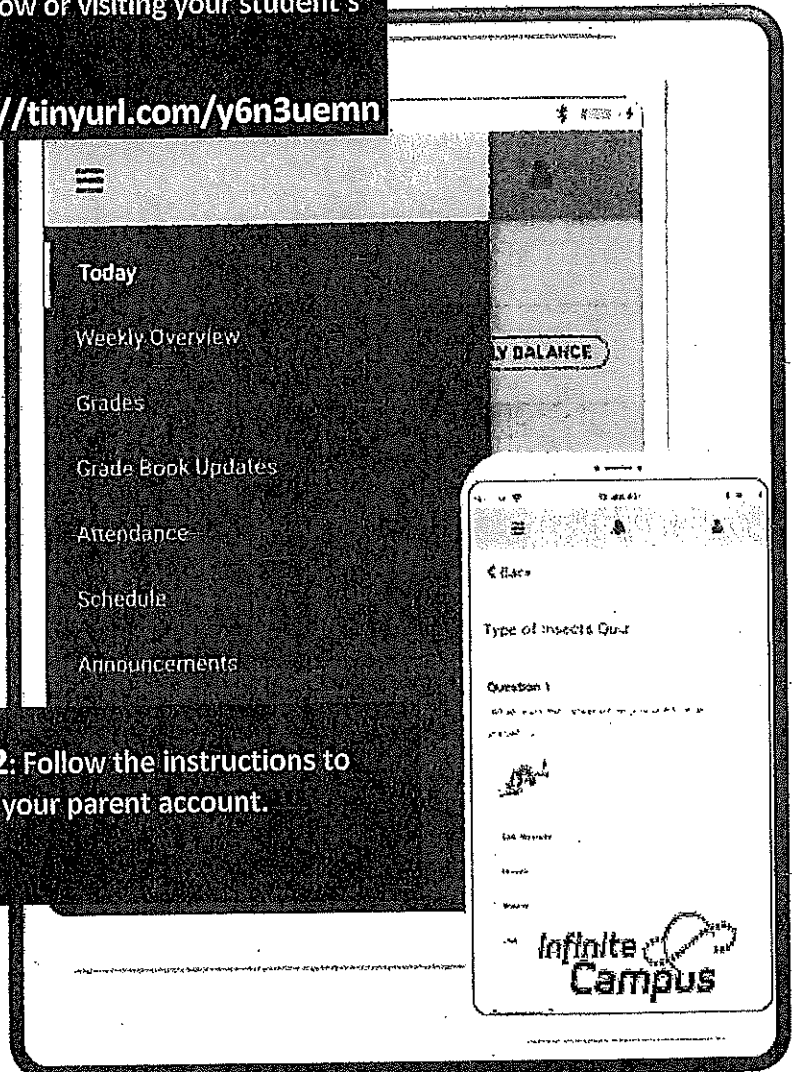 ow or visiting your student's
//tinyurl.com/y6n3uemn
Today
Weekly Overview
LY BALANCE
Grades
Grade Book Updates
Attendance
Schedule
Announcements
2: Follow the instructions to
your parent account.
Back
Type of Insects Quiz
Question 1
Infinite
Campus